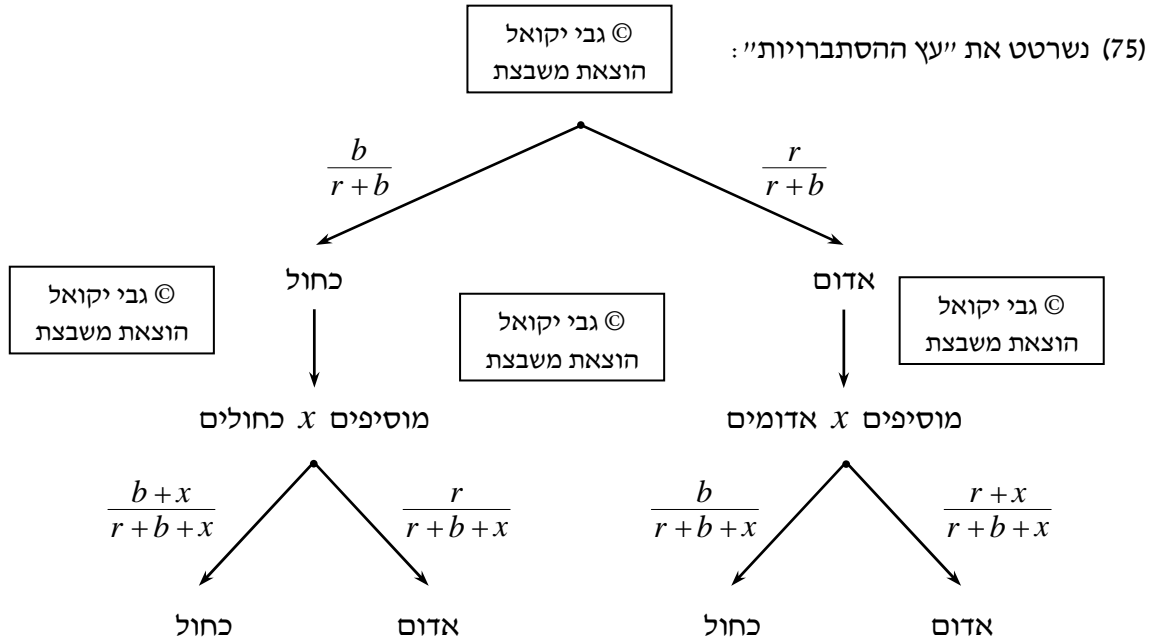 © גבי יקואל
הוצאת משבצת
(75) נשרטט את "עץ ההסתברויות":
b/(r+b) r/(r+b)
כחול אדום
© גבי יקואל
הוצאת משבצת
© גבי יקואל
הוצאת משבצת
© גבי יקואל
הוצאת משבצת
מוסיפים x כחולים
מוסיפים x אדומים
(b+x)/(r+b+x) r/(r+b+x) b/(r+b+x) (r+x)/(r+b+x)
כחול אדום כחול אדום